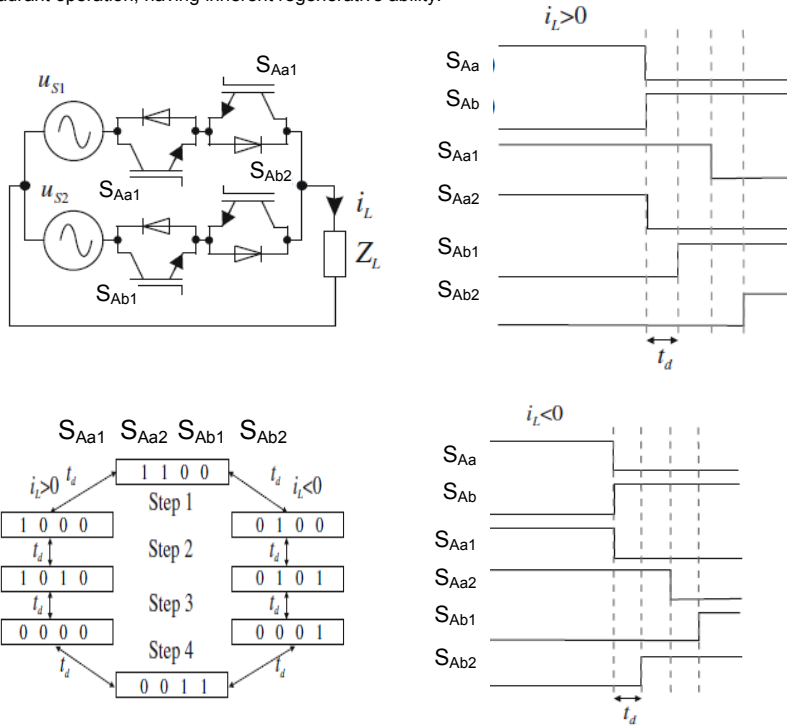 operation, having inherent regenerative ability.
S_Aa1
u_S1
S_Ab2
S_Aa1
u_S2
i_L
Z_L
S_Ab1
i_L>0
S_Aa
S_Ab
S_Aa1
S_Aa2
S_Ab1
S_Ab2
t_d
S_Aa1 S_Aa2 S_Ab1 S_Ab2
1 1 0 0
i_L>0 t_d
t_d i_L<0
Step 1
1 0 0 0
0 1 0 0
t_d
Step 2
t_d
1 0 1 0
0 1 0 1
t_d
Step 3
t_d
0 0 0 0
0 0 0 1
Step 4
t_d
t_d
0 0 1 1
i_L<0
S_Aa
S_Ab
S_Aa1
S_Aa2
S_Ab1
S_Ab2
t_d